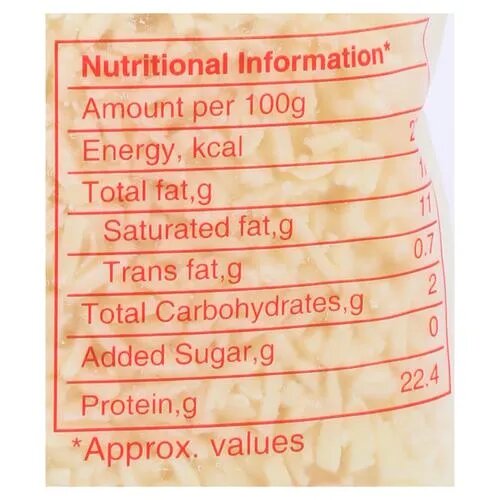 Nutritional Information*
Amount per 100g
Energy, kcal
Total fat,g
Saturated fat,g 11
Trans fat,g 0.7
Total Carbohydrates,g 2
Added Sugar,g 0
Protein,g 22.4
*Approx. values